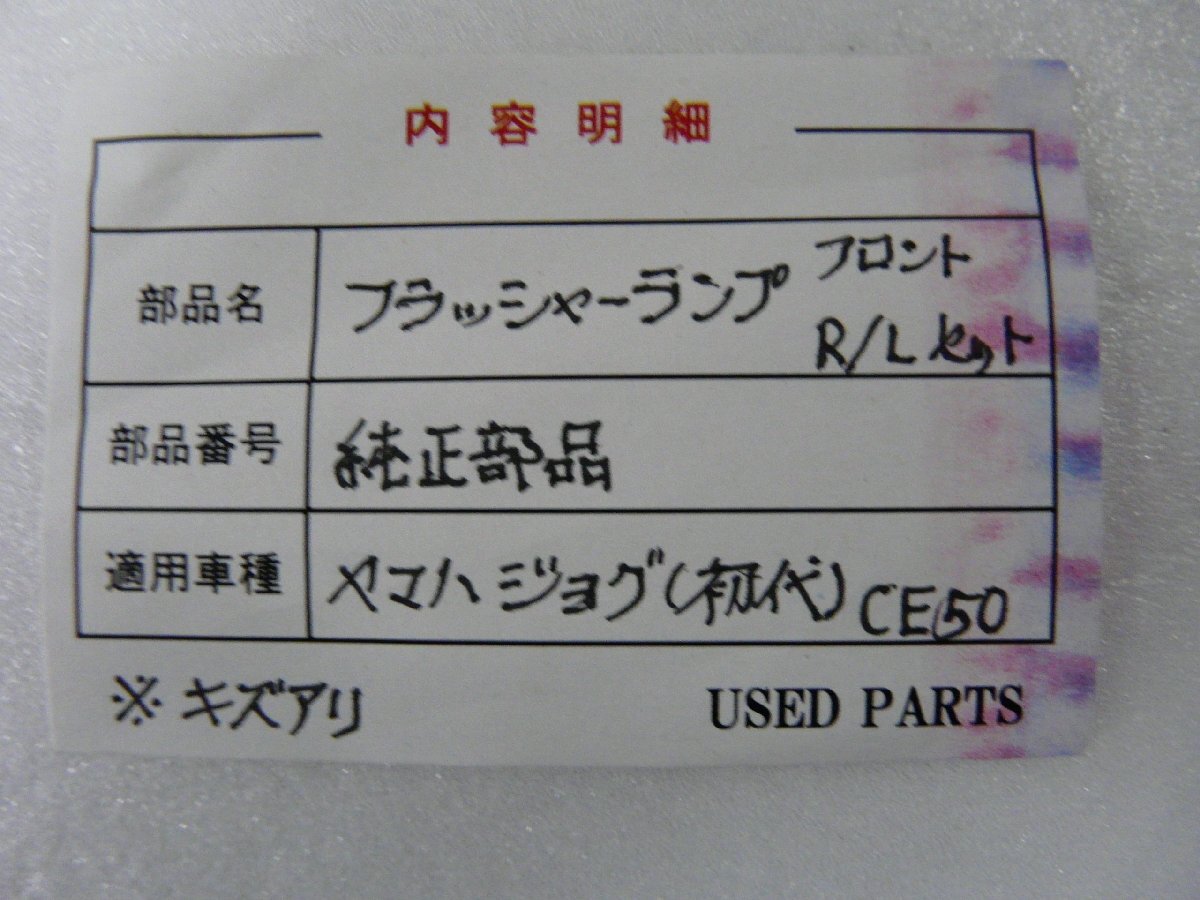 内容明細
部品名 フラッシャーランプ フロント
R/L セット
部品番号 純正部品
適用車種 ヤマハ ジョグ(初代) CE50
※ キズアリ USED PARTS